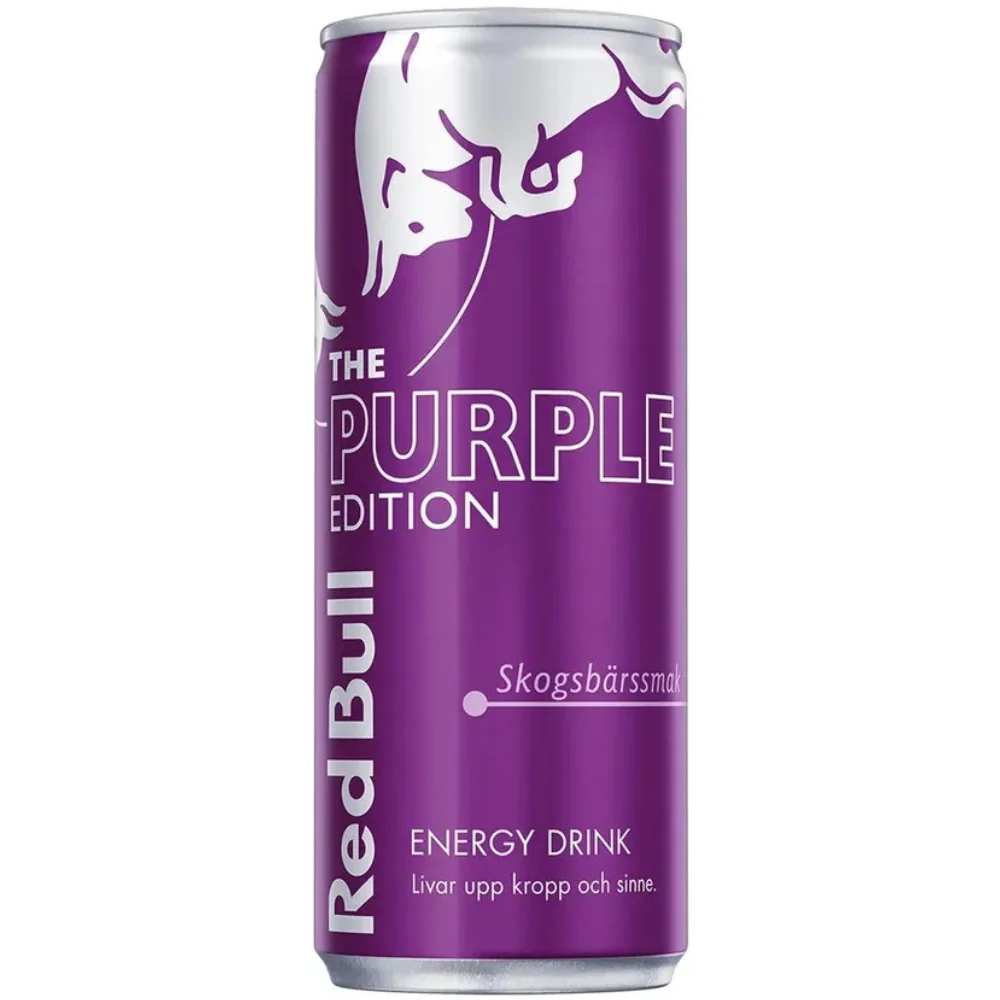 THE
PURPLE
EDITION
Red Bull
Skogsbärssmak
ENERGY DRINK
Livar upp kropp och sinne.